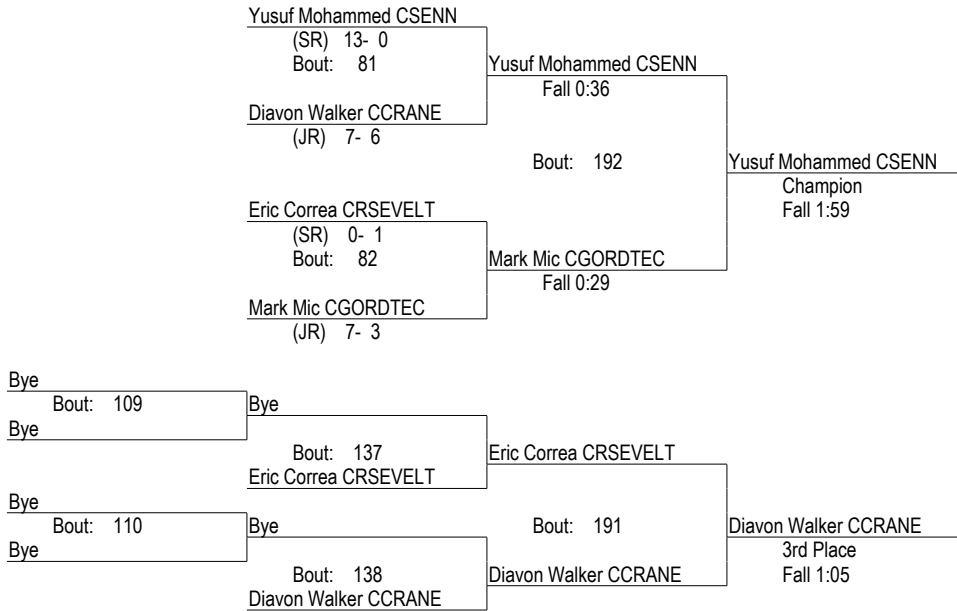 Yusuf Mohammed CSENN
(SR) 13- 0
Bout: 81
Yusuf Mohammed CSENN
Fall 0:36
Diavon Walker CCRANE
(JR) 7- 6
Bout: 192
Yusuf Mohammed CSENN
Champion
Fall 1:59
Eric Correa CRSEVELT
(SR) 0- 1
Bout: 82
Mark Mic CGORDTEC
Fall 0:29
Mark Mic CGORDTEC
(JR) 7- 3
Bye
Bout: 109
Bye
Bye
Bout: 137
Eric Correa CRSEVELT
Eric Correa CRSEVELT
Bye
Bout: 110
Bye
Bye
Bout: 191
Diavon Walker CCRANE
3rd Place
Fall 1:05
Bout: 138
Diavon Walker CCRANE
Diavon Walker CCRANE